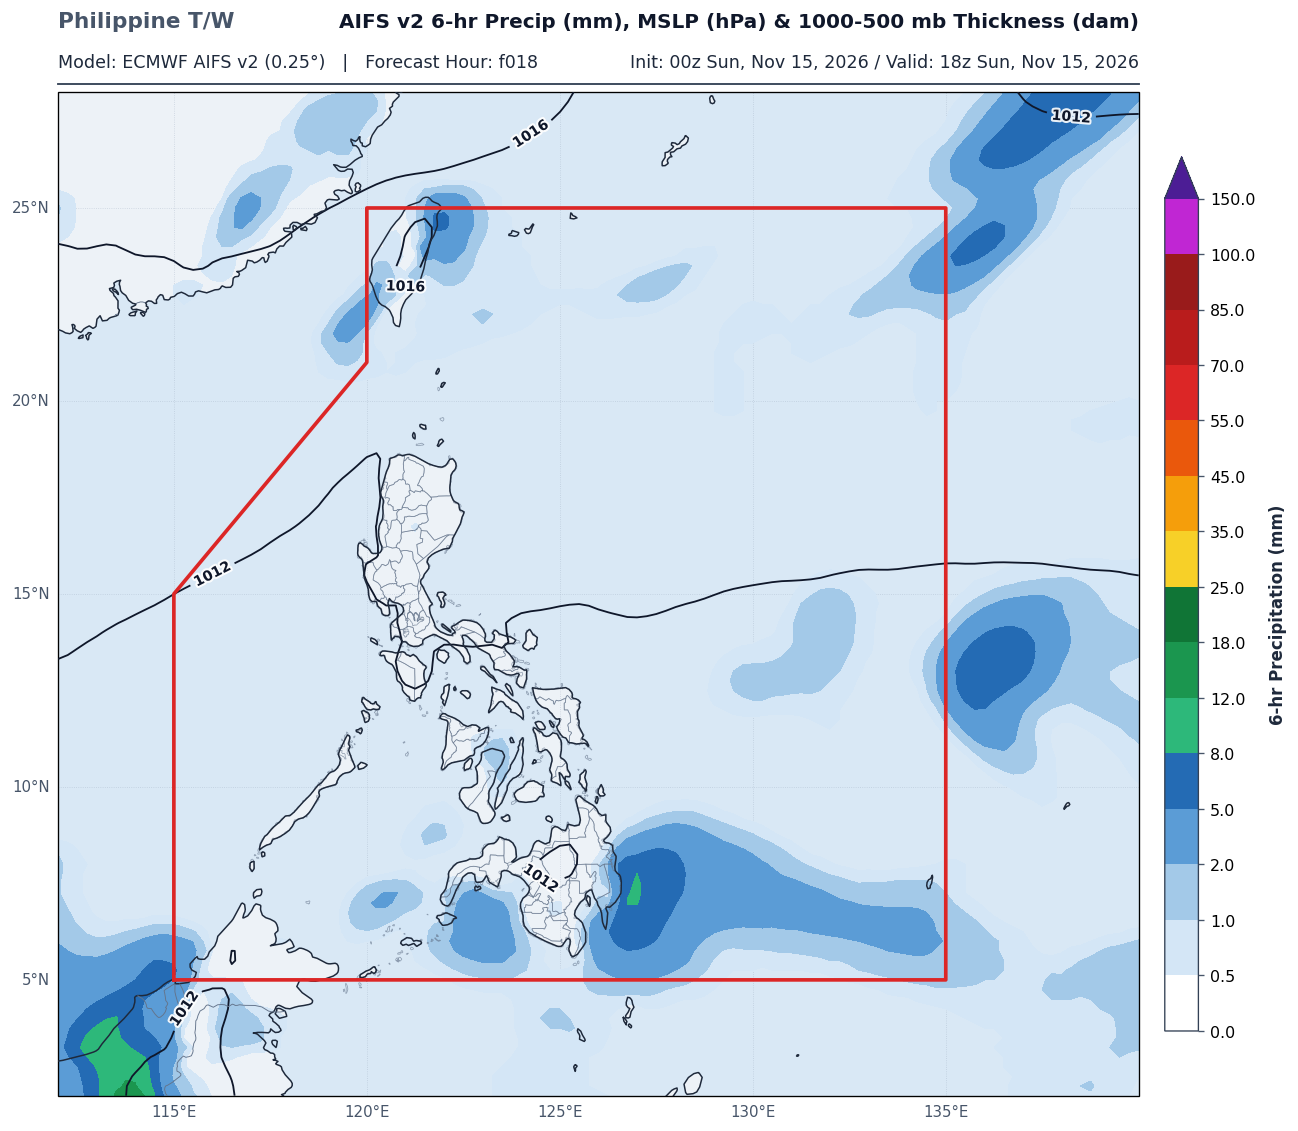 Philippine T/W
AIFS v2 6-hr Precip (mm), MSLP (hPa) & 1000-500 mb Thickness (dam)
Model: ECMWF AIFS v2 (0.25°) | Forecast Hour: f018
Init: 00z Sun, Nov 15, 2026 / Valid: 18z Sun, Nov 15, 2026
1016
1012
1016
1012
1012
1012
25°N
20°N
15°N
10°N
5°N
115°E
120°E
125°E
130°E
135°E
150.0
100.0
85.0
70.0
55.0
45.0
35.0
25.0
18.0
12.0
8.0
5.0
2.0
1.0
0.5
0.0
6-hr Precipitation (mm)